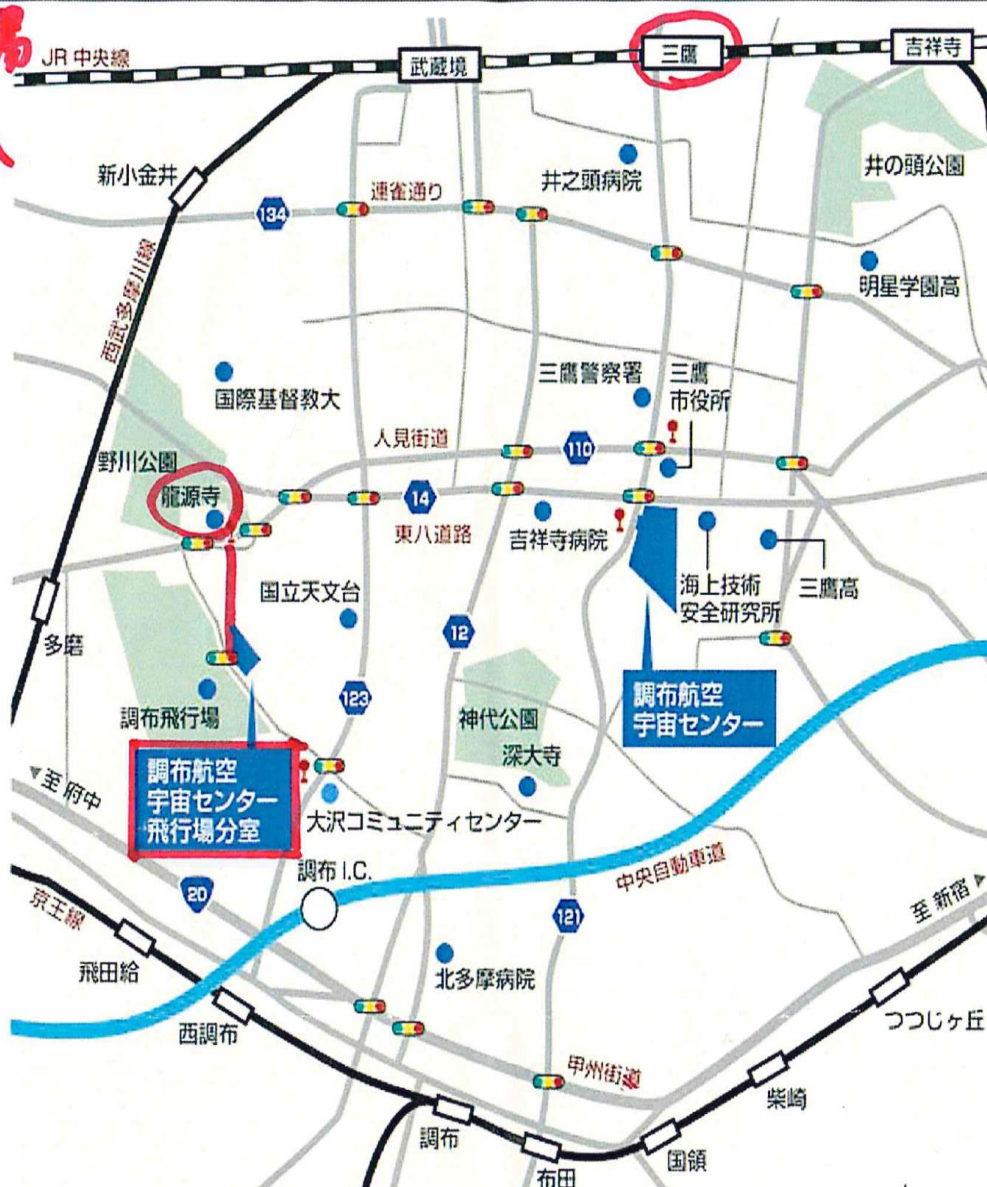 JR 中央線
武蔵境
三鷹
吉祥寺
新小金井
134
連雀通り
井之頭病院
井の頭公園
西武多摩川線
明星学園高
国際基督教大
三鷹警察署
三鷹
市役所
人見街道
110
野川公園
龍源寺
14
東八道路
吉祥寺病院
海上技術
安全研究所
三鷹高
国立天文台
12
多磨
調布飛行場
123
神代公園
深大寺
調布航空
宇宙センター
調布航空
宇宙センター
飛行場分室
◀至 府中
大沢コミュニティセンター
調布 I.C.
中央自動車道
至 新宿▶
20
京王線
121
飛田給
北多摩病院
西調布
つつじヶ丘
甲州街道
柴崎
調布
布田
国領